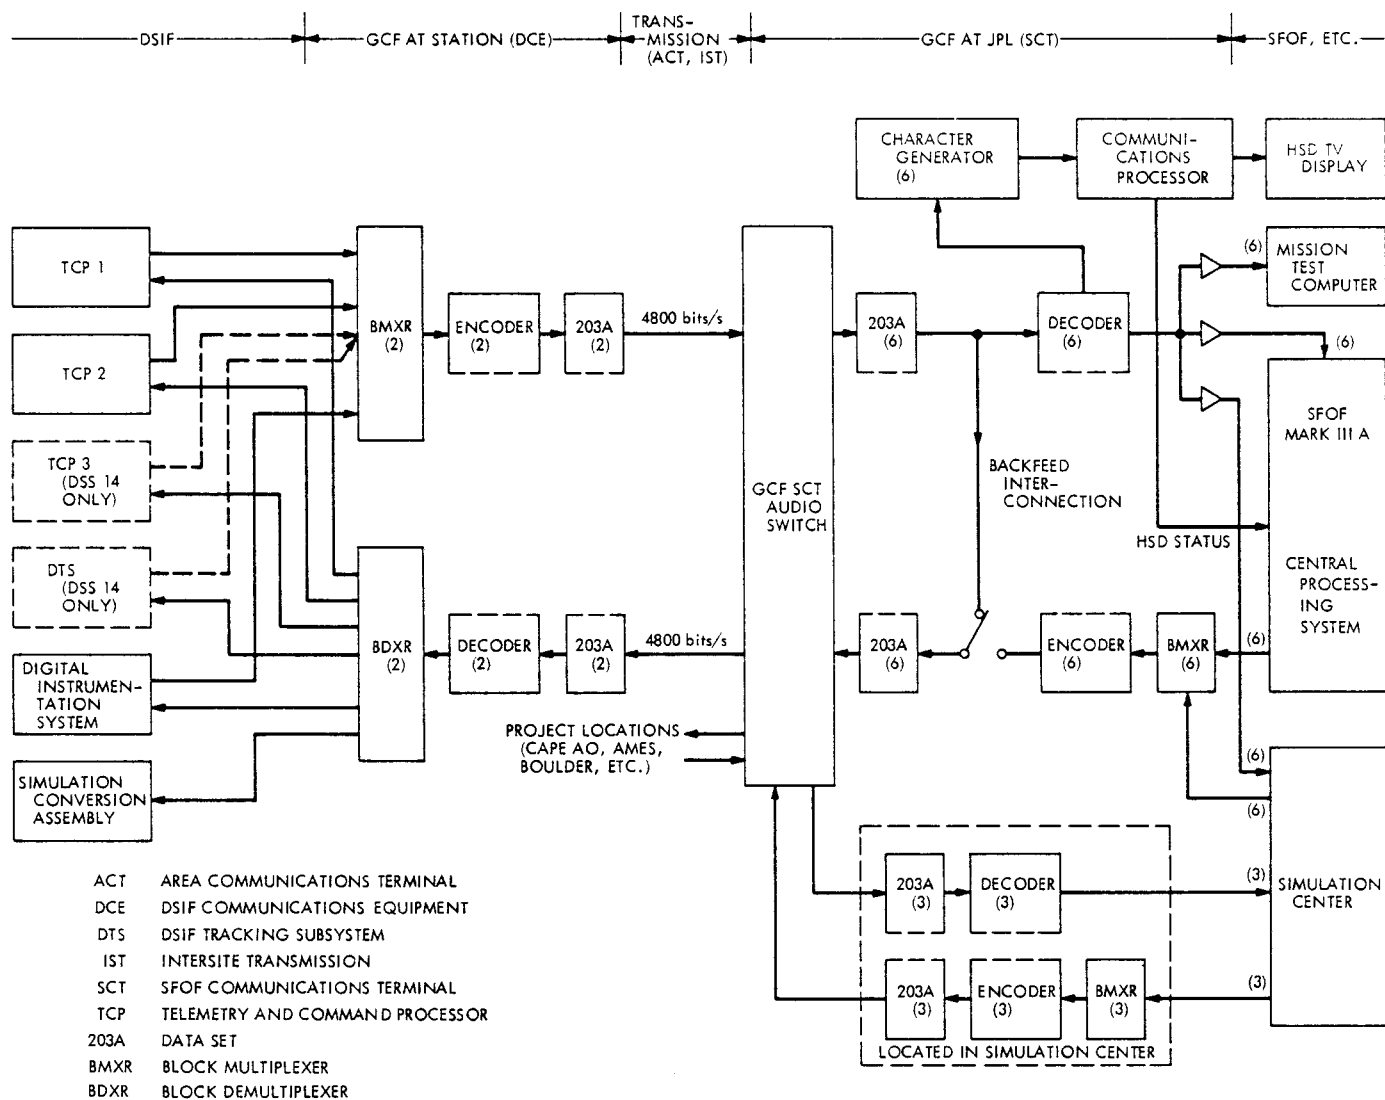 DSIF
GCF AT STATION (DCE)
TRANS-
MISSION
(ACT, IST)
GCF AT JPL (SCT)
SFOF, ETC.
CHARACTER
GENERATOR
(6)
COMMUNI-
CATIONS
PROCESSOR
HSD TV
DISPLAY
TCP 1
TCP 2
TCP 3
(DSS 14
ONLY)
DTS
(DSS 14
ONLY)
DIGITAL
INSTRUMEN-
TATION
SYSTEM
SIMULATION
CONVERSION
ASSEMBLY
BMXR
(2)
ENCODER
(2)
203A
(2)
4800 bits/s
BDXR
(2)
DECODER
(2)
203A
(2)
4800 bits/s
PROJECT LOCATIONS
(CAPE AO, AMES,
BOULDER, ETC.)
GCF SCT
AUDIO
SWITCH
203A
(6)
DECODER
(6)
BACKFEED
INTER-
CONNECTION
HSD STATUS
203A
(6)
ENCODER
(6)
BMXR
(6)
(6)
(6)
MISSION
TEST
COMPUTER
(6)
SFOF
MARK III A
CENTRAL
PROCESS-
ING
SYSTEM
(6)
(6)
(3)
(3)
SIMULATION
CENTER
203A
(3)
DECODER
(3)
203A
(3)
ENCODER
(3)
BMXR
(3)
LOCATED IN SIMULATION CENTER
ACT AREA COMMUNICATIONS TERMINAL
DCE DSIF COMMUNICATIONS EQUIPMENT
DTS DSIF TRACKING SUBSYSTEM
IST INTERSITE TRANSMISSION
SCT SFOF COMMUNICATIONS TERMINAL
TCP TELEMETRY AND COMMAND PROCESSOR
203A DATA SET
BMXR BLOCK MULTIPLEXER
BDXR BLOCK DEMULTIPLEXER